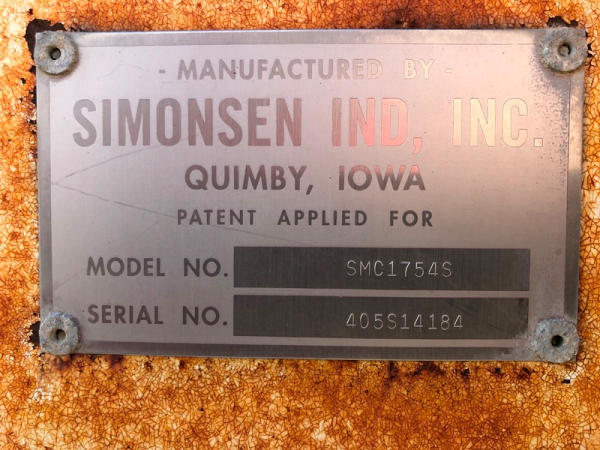 - MANUFACTURED BY -
SIMONSEN IND, INC.
QUIMBY, IOWA
PATENT APPLIED FOR
MODEL NO. SMC1754S
SERIAL NO. 405S14184